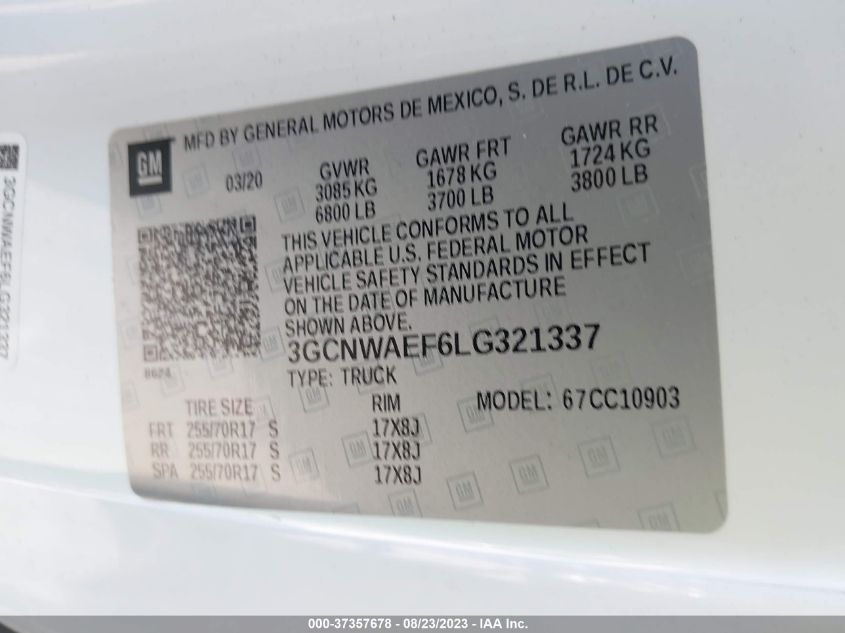 MFD BY GENERAL MOTORS DE MEXICO, S. DE R.L. DE C.V.
GM
03/20
GVWR GAWR FRT GAWR RR
3085 KG 1678 KG 1724 KG
6800 LB 3700 LB 3800 LB
THIS VEHICLE CONFORMS TO ALL
APPLICABLE U.S. FEDERAL MOTOR
VEHICLE SAFETY STANDARDS IN EFFECT
ON THE DATE OF MANUFACTURE
SHOWN ABOVE.
3GCNWAEF6LG321337
8624
TYPE: TRUCK
MODEL: 67CC10903
TIRE SIZE RIM
FRT 255/70R17 S 17X8J
RR 255/70R17 S 17X8J
SPA 255/70R17 S 17X8J
3GCNWAEF6LG321337
000-37357678 - 08/23/2023 - IAA Inc.